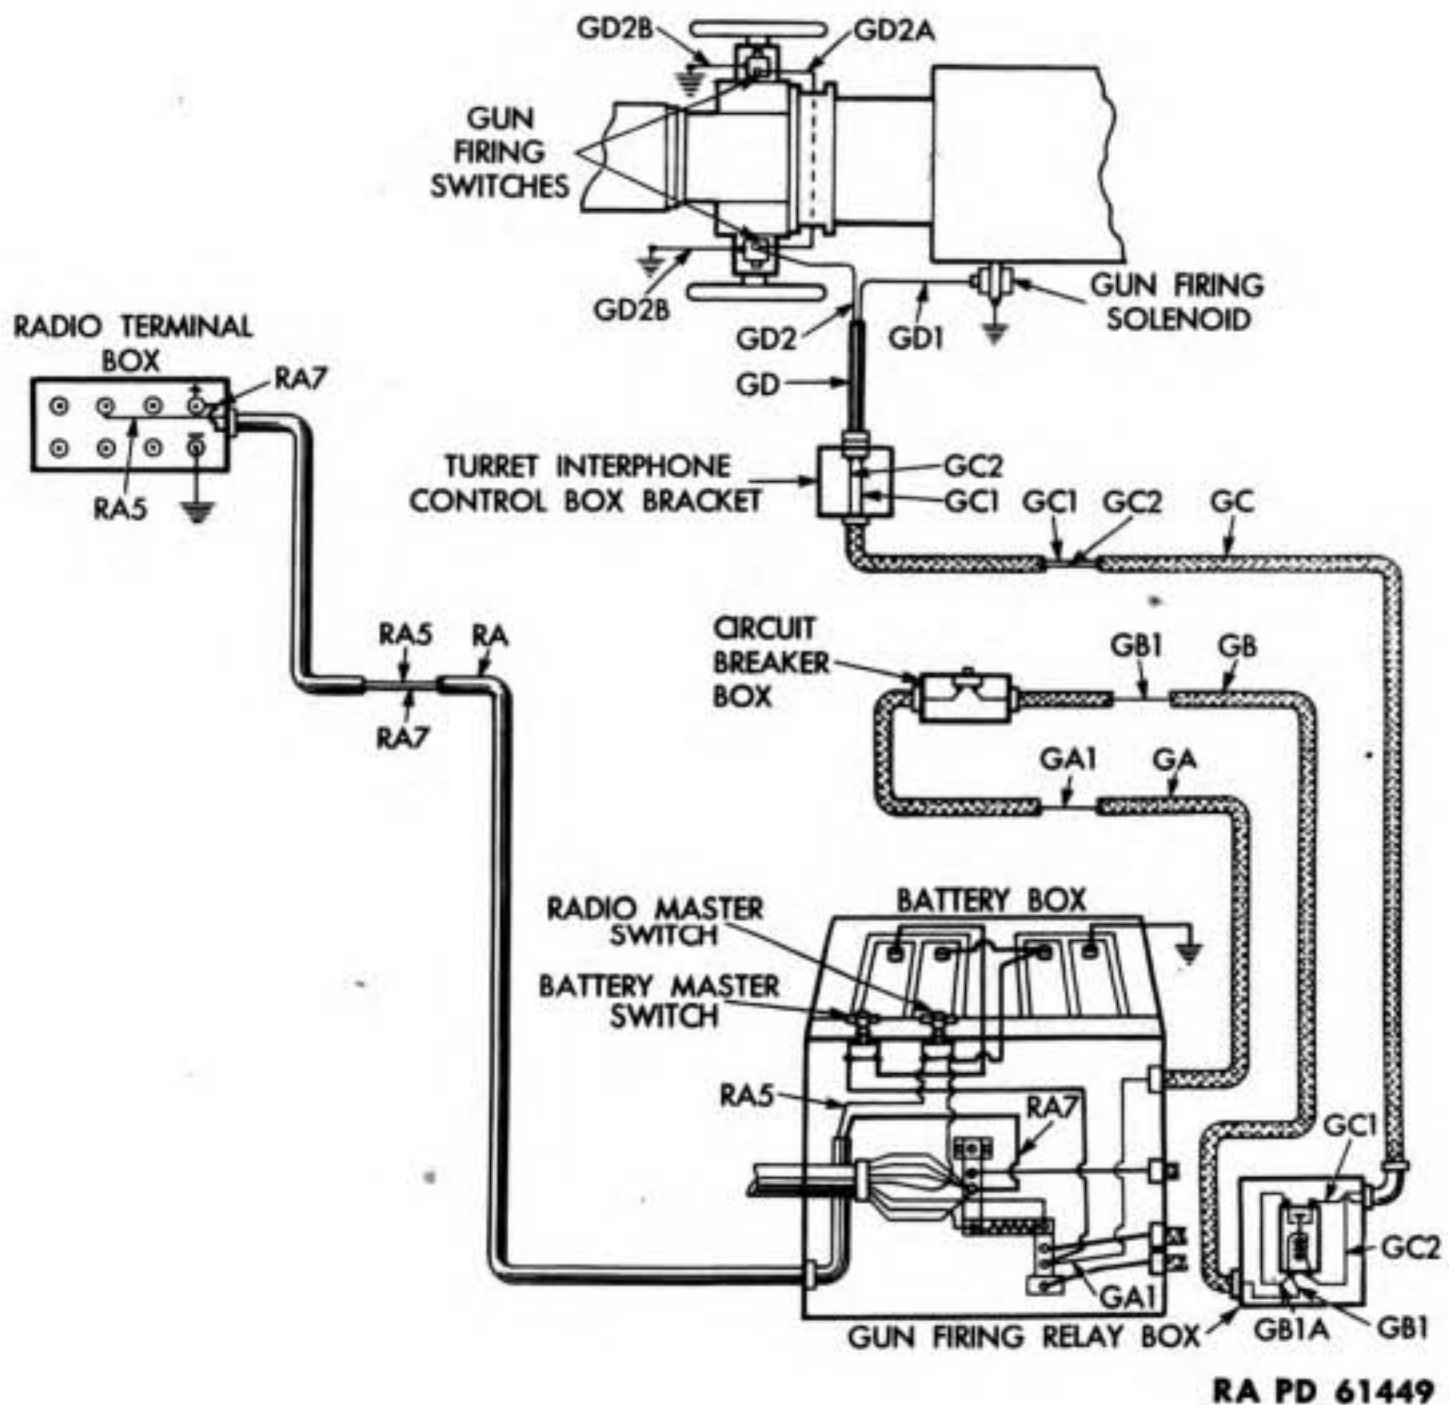 GD2B
GD2A
GUN
FIRING
SWITCHES
GD2B
GUN FIRING
SOLENOID
GD2
GD1
GD
RADIO TERMINAL
BOX
RA7
RA5
TURRET INTERPHONE
CONTROL BOX BRACKET
GC2
GC1
GC1
GC2
GC
RA5
RA
RA7
CIRCUIT
BREAKER
BOX
GB1
GB
GA1
GA
BATTERY BOX
RADIO MASTER
SWITCH
BATTERY MASTER
SWITCH
RA5
RA7
GC1
GC2
GA1
GUN FIRING RELAY BOX
GB1A
GB1
RA PD 61449